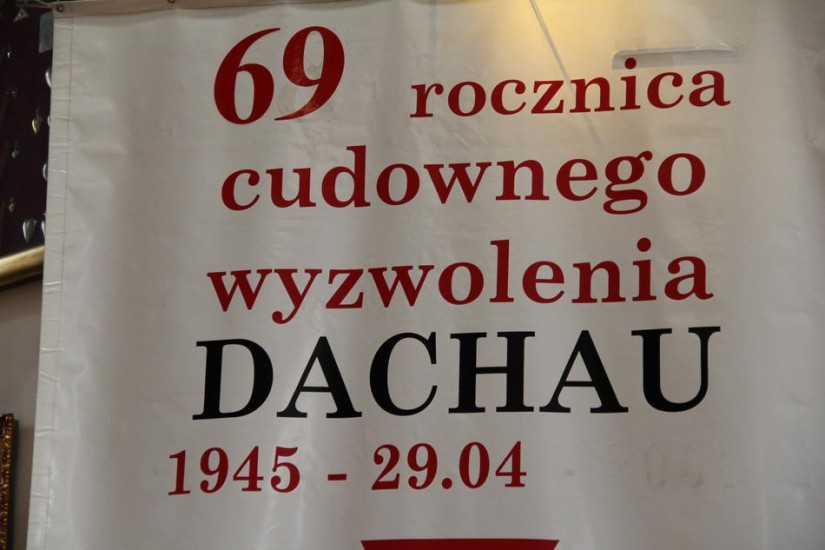 69 rocznica
cudownego
wyzwolenia
DACHAU
1945 - 29.04